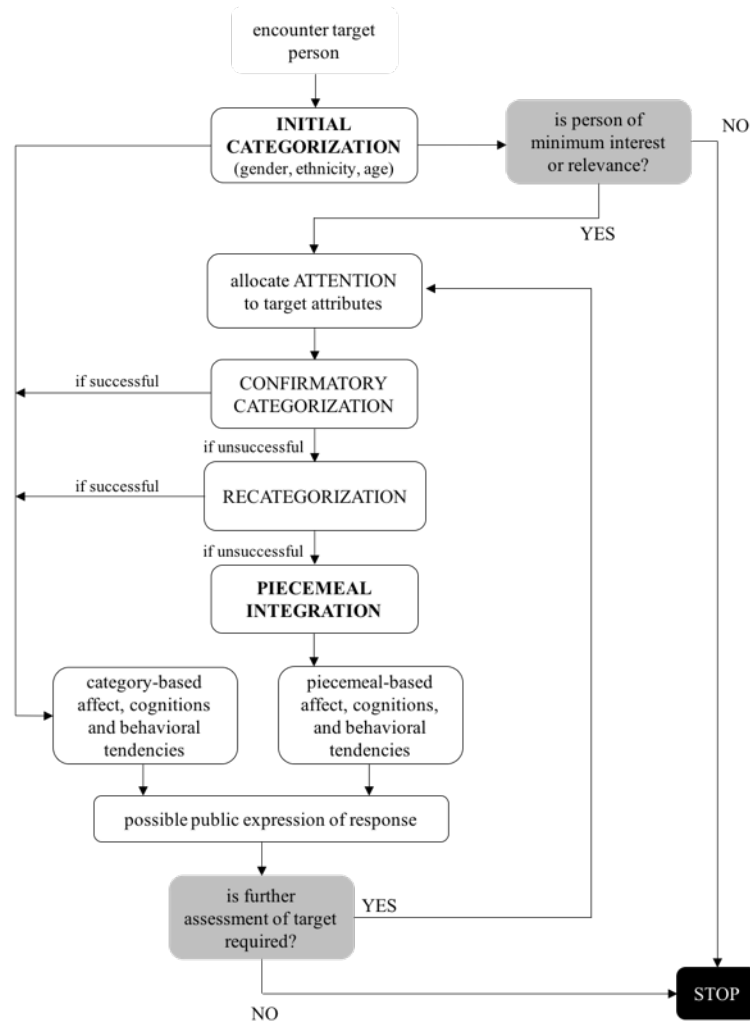 encounter target
person
INITIAL
CATEGORIZATION
(gender, ethnicity, age)
is person of
minimum interest
or relevance?
NO
YES
allocate ATTENTION
to target attributes
if successful
CONFIRMATORY
CATEGORIZATION
if unsuccessful
if successful
RECATEGORIZATION
if unsuccessful
PIECEMEAL
INTEGRATION
category-based
affect, cognitions
and behavioral
tendencies
piecemeal-based
affect, cognitions,
and behavioral
tendencies
possible public expression of response
is further
assessment of target
required?
YES
NO
STOP